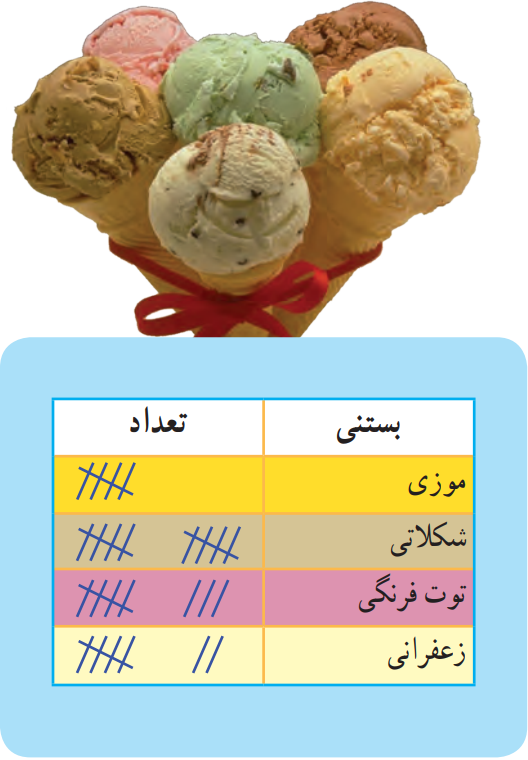 بستنی تعداد
موزی
شکلاتی
توت فرنگی
زعفرانی